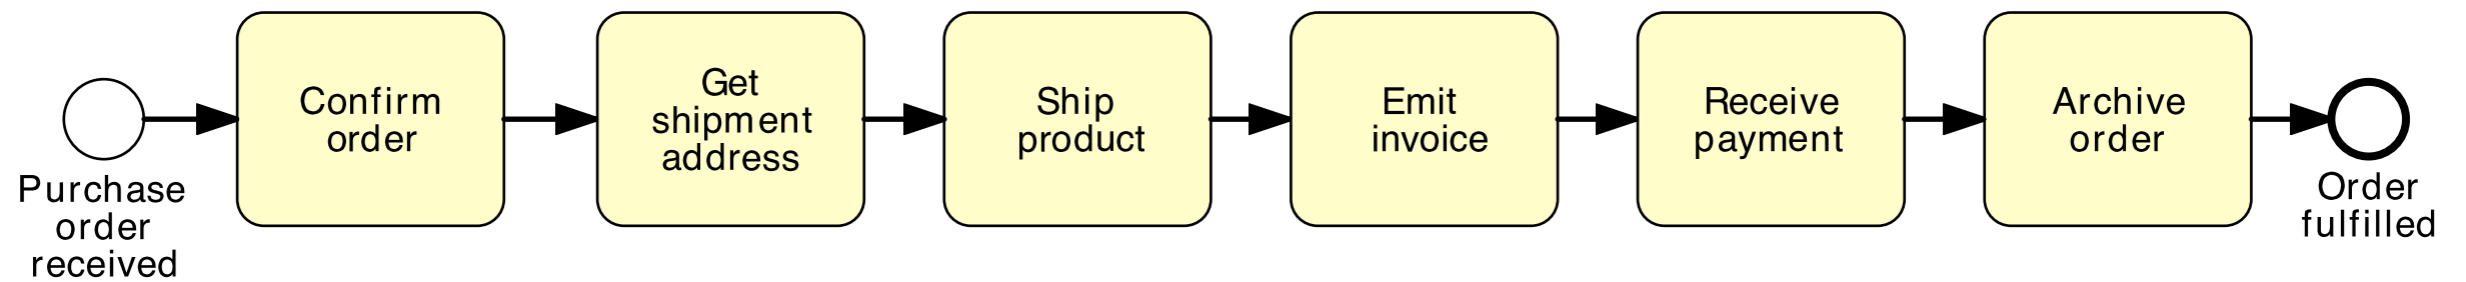 Purchase
order
received
Confirm
order
Get
shipment
address
Ship
product
Emit
invoice
Receive
payment
Archive
order
Order
fulfilled